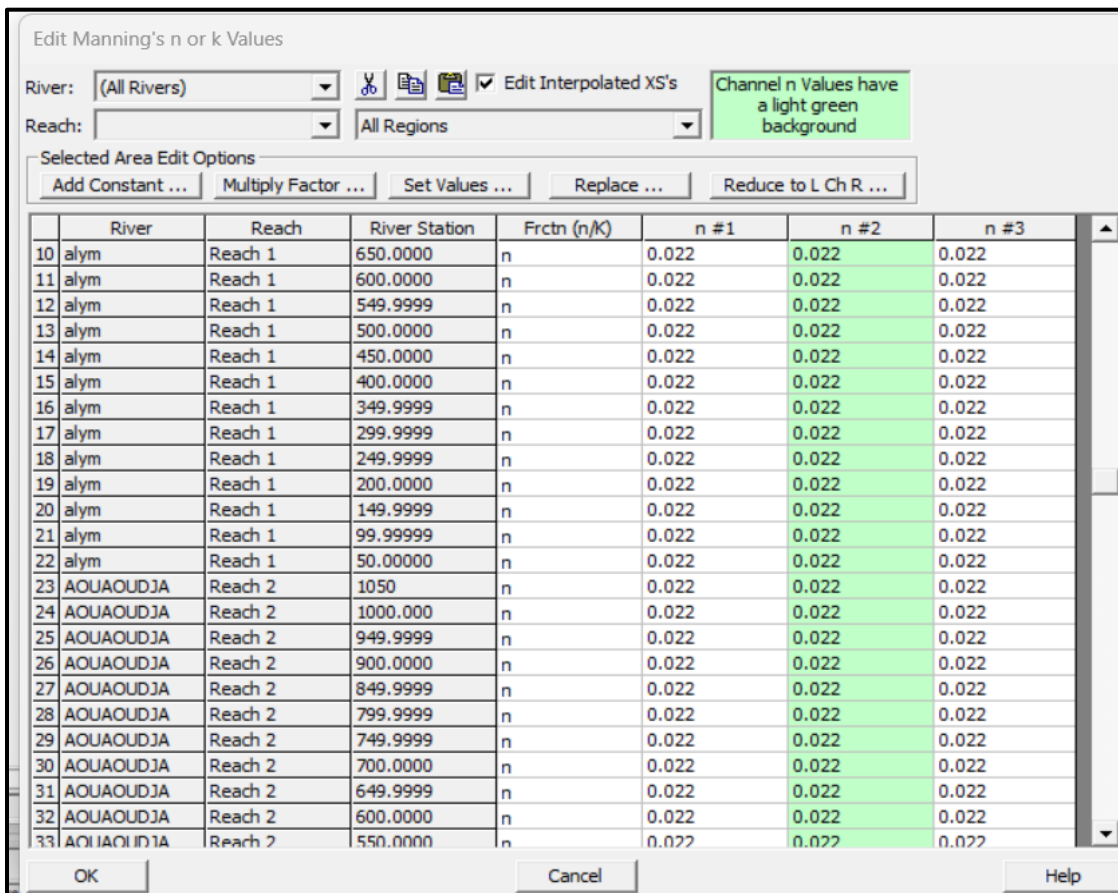 Edit Manning's n or k Values
River: (All Rivers) Edit Interpolated XS's Channel n Values have
a light green
background
Reach: All Regions
Selected Area Edit Options
Add Constant ... Multiply Factor ... Set Values ... Replace ... Reduce to L Ch R ...
River Reach River Station Frctn (n/K) n #1 n #2 n #3
10 alym Reach 1 650.0000 n 0.022 0.022 0.022
11 alym Reach 1 600.0000 n 0.022 0.022 0.022
12 alym Reach 1 549.9999 n 0.022 0.022 0.022
13 alym Reach 1 500.0000 n 0.022 0.022 0.022
14 alym Reach 1 450.0000 n 0.022 0.022 0.022
15 alym Reach 1 400.0000 n 0.022 0.022 0.022
16 alym Reach 1 349.9999 n 0.022 0.022 0.022
17 alym Reach 1 299.9999 n 0.022 0.022 0.022
18 alym Reach 1 249.9999 n 0.022 0.022 0.022
19 alym Reach 1 200.0000 n 0.022 0.022 0.022
20 alym Reach 1 149.9999 n 0.022 0.022 0.022
21 alym Reach 1 99.99999 n 0.022 0.022 0.022
22 alym Reach 1 50.00000 n 0.022 0.022 0.022
23 AOUAOUDJA Reach 2 1050 n 0.022 0.022 0.022
24 AOUAOUDJA Reach 2 1000.000 n 0.022 0.022 0.022
25 AOUAOUDJA Reach 2 949.9999 n 0.022 0.022 0.022
26 AOUAOUDJA Reach 2 900.0000 n 0.022 0.022 0.022
27 AOUAOUDJA Reach 2 849.9999 n 0.022 0.022 0.022
28 AOUAOUDJA Reach 2 799.9999 n 0.022 0.022 0.022
29 AOUAOUDJA Reach 2 749.9999 n 0.022 0.022 0.022
30 AOUAOUDJA Reach 2 700.0000 n 0.022 0.022 0.022
31 AOUAOUDJA Reach 2 649.9999 n 0.022 0.022 0.022
32 AOUAOUDJA Reach 2 600.0000 n 0.022 0.022 0.022
33 AOUAOUDJA Reach 2 550.0000 n 0.022 0.022 0.022
OK Cancel Help